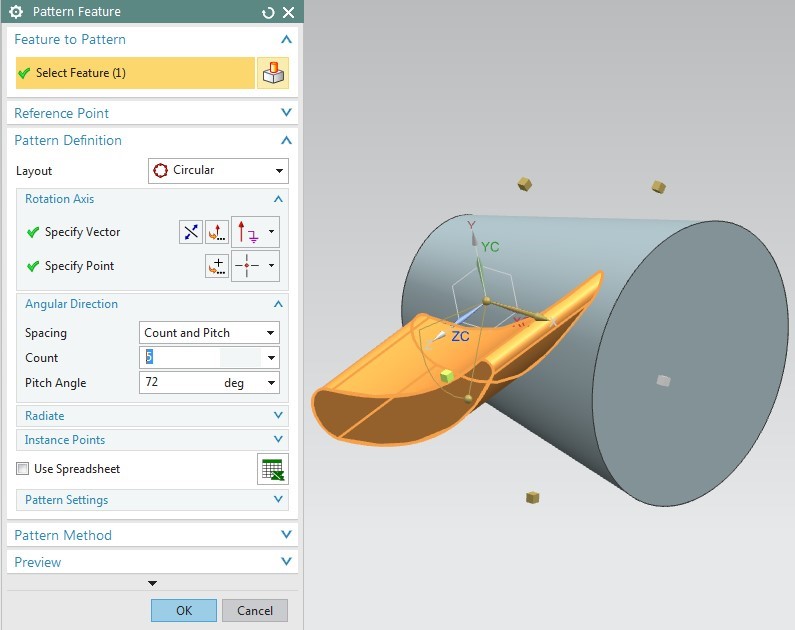 Pattern Feature
Feature to Pattern
Select Feature (1)
Reference Point
Pattern Definition
Layout Circular
Rotation Axis
Specify Vector
Specify Point
Angular Direction
Spacing Count and Pitch
Count 5
Pitch Angle 72 deg
Radiate
Instance Points
Use Spreadsheet
Pattern Settings
Pattern Method
Preview
OK Cancel
Y
YC
ZC